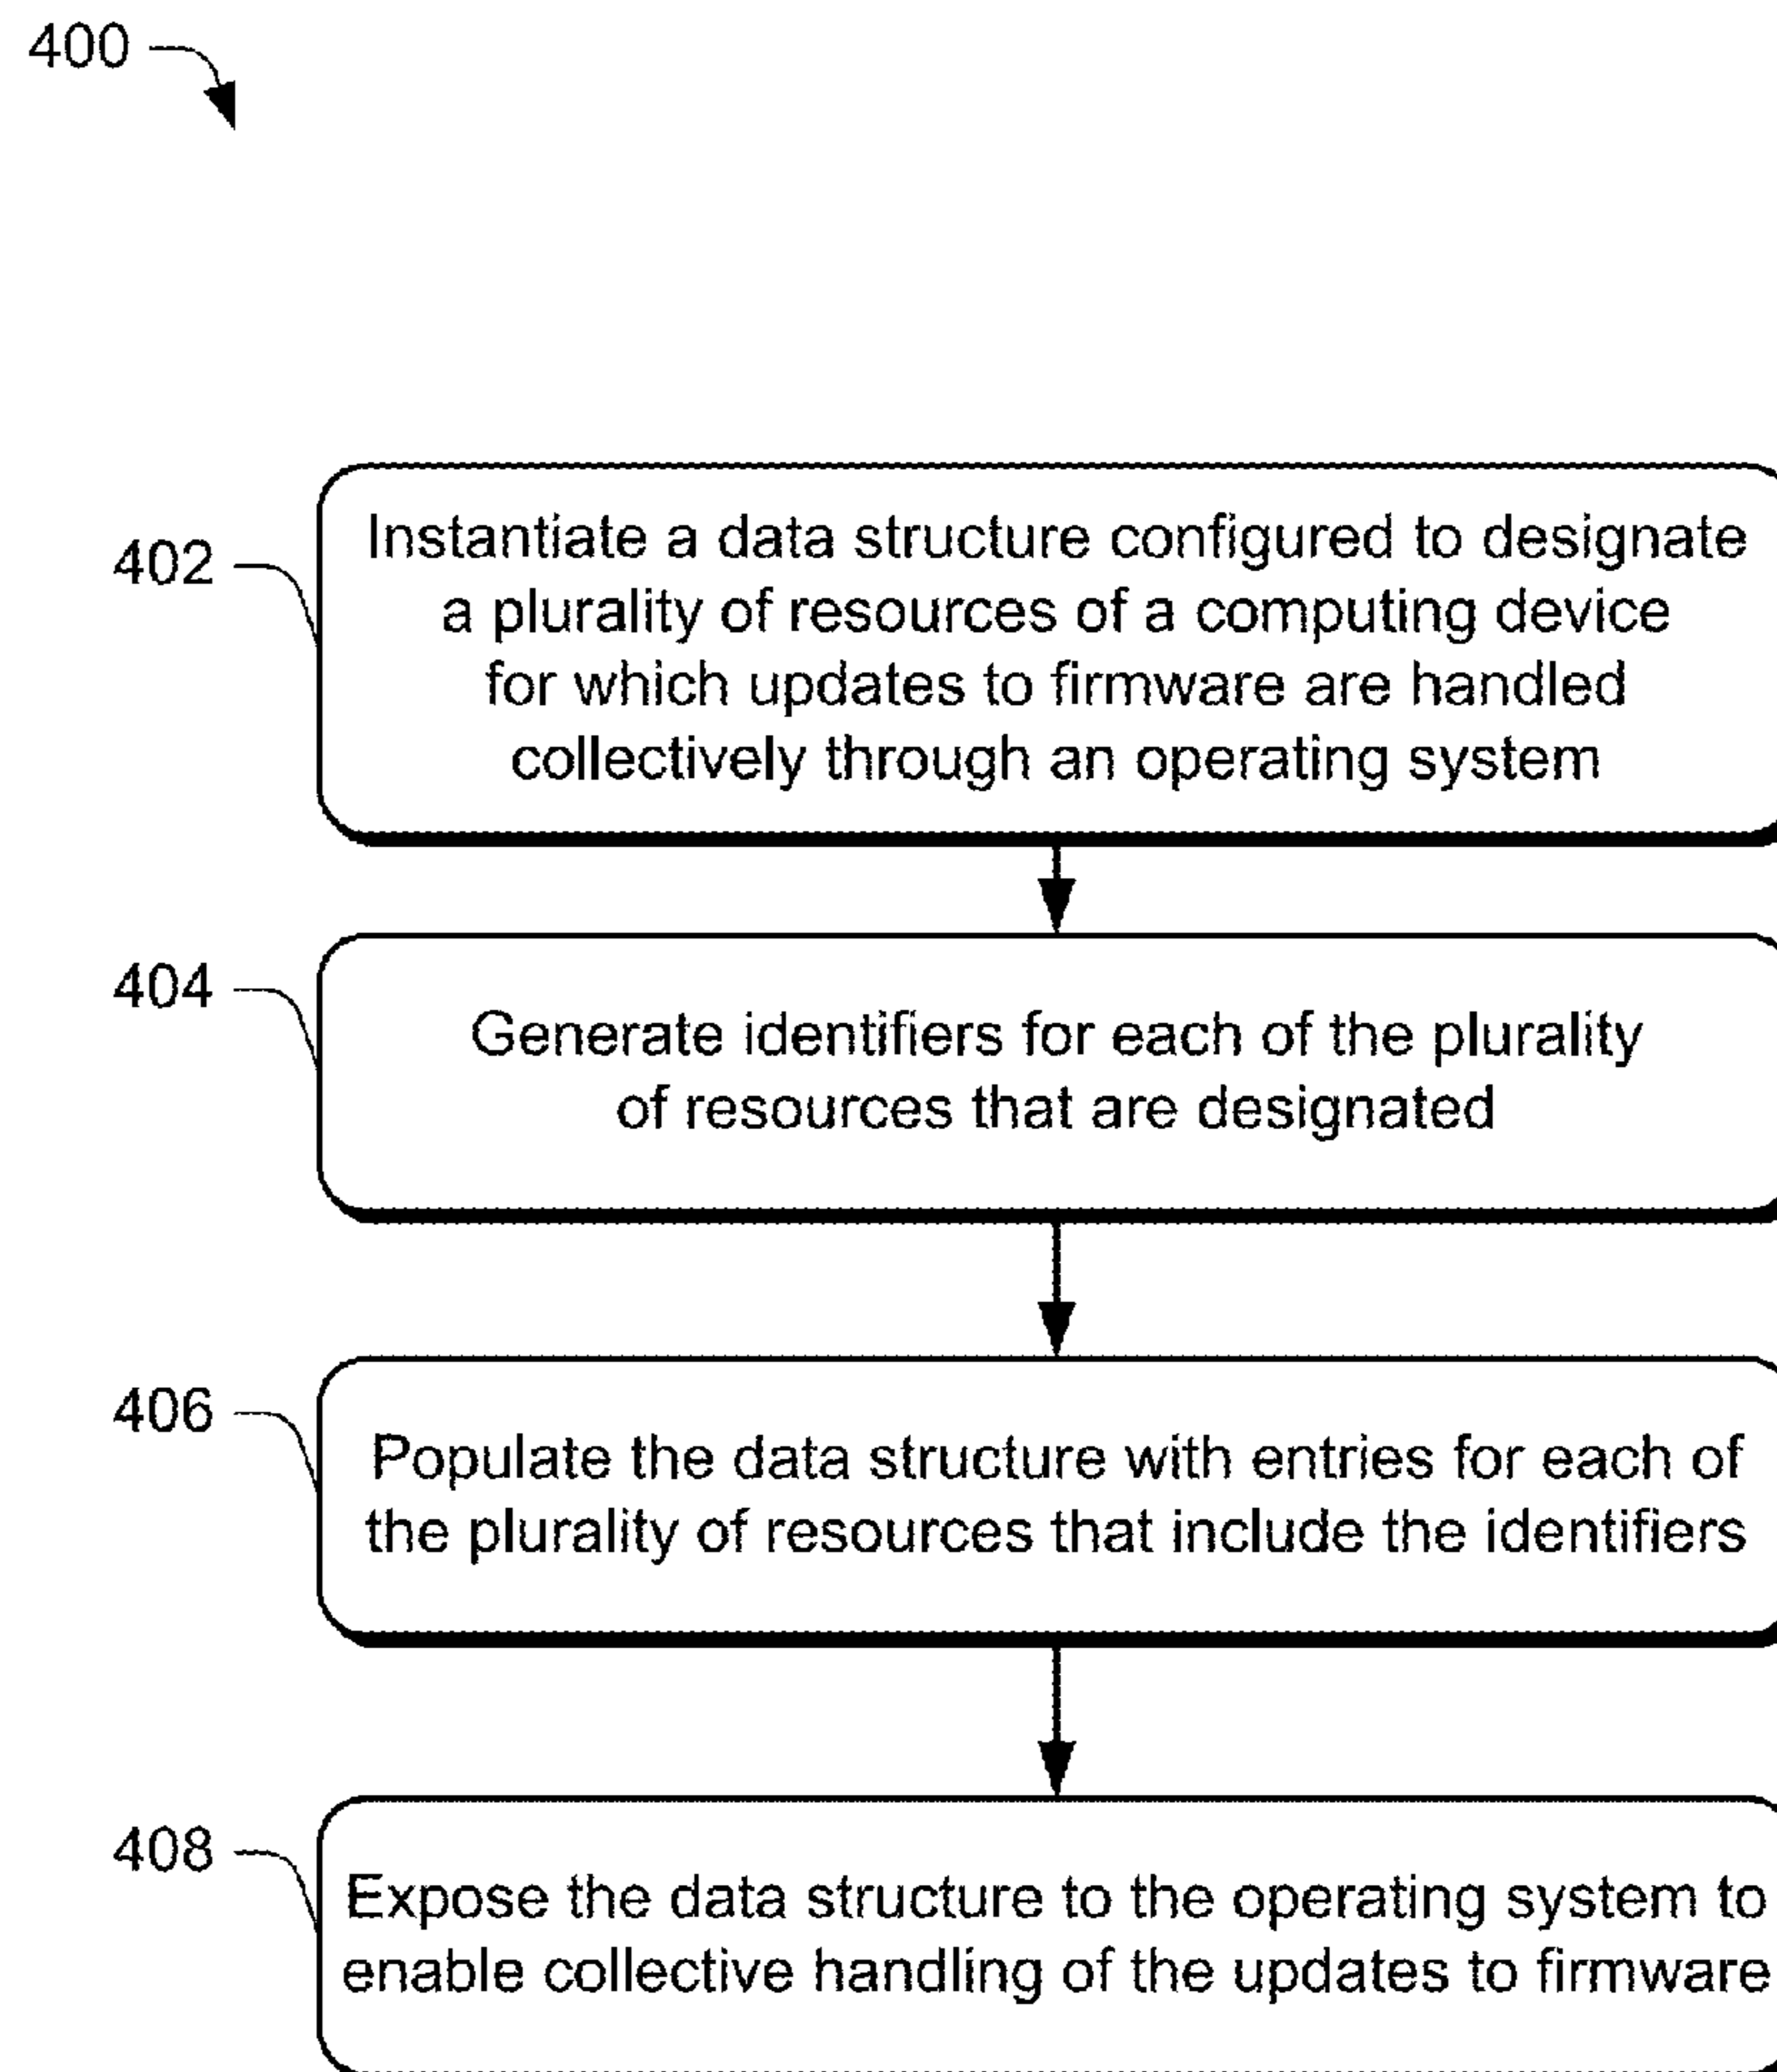 400
402
Instantiate a data structure configured to designate
a plurality of resources of a computing device
for which updates to firmware are handled
collectively through an operating system
404
Generate identifiers for each of the plurality
of resources that are designated
406
Populate the data structure with entries for each of
the plurality of resources that include the identifiers
408
Expose the data structure to the operating system to
enable collective handling of the updates to firmware